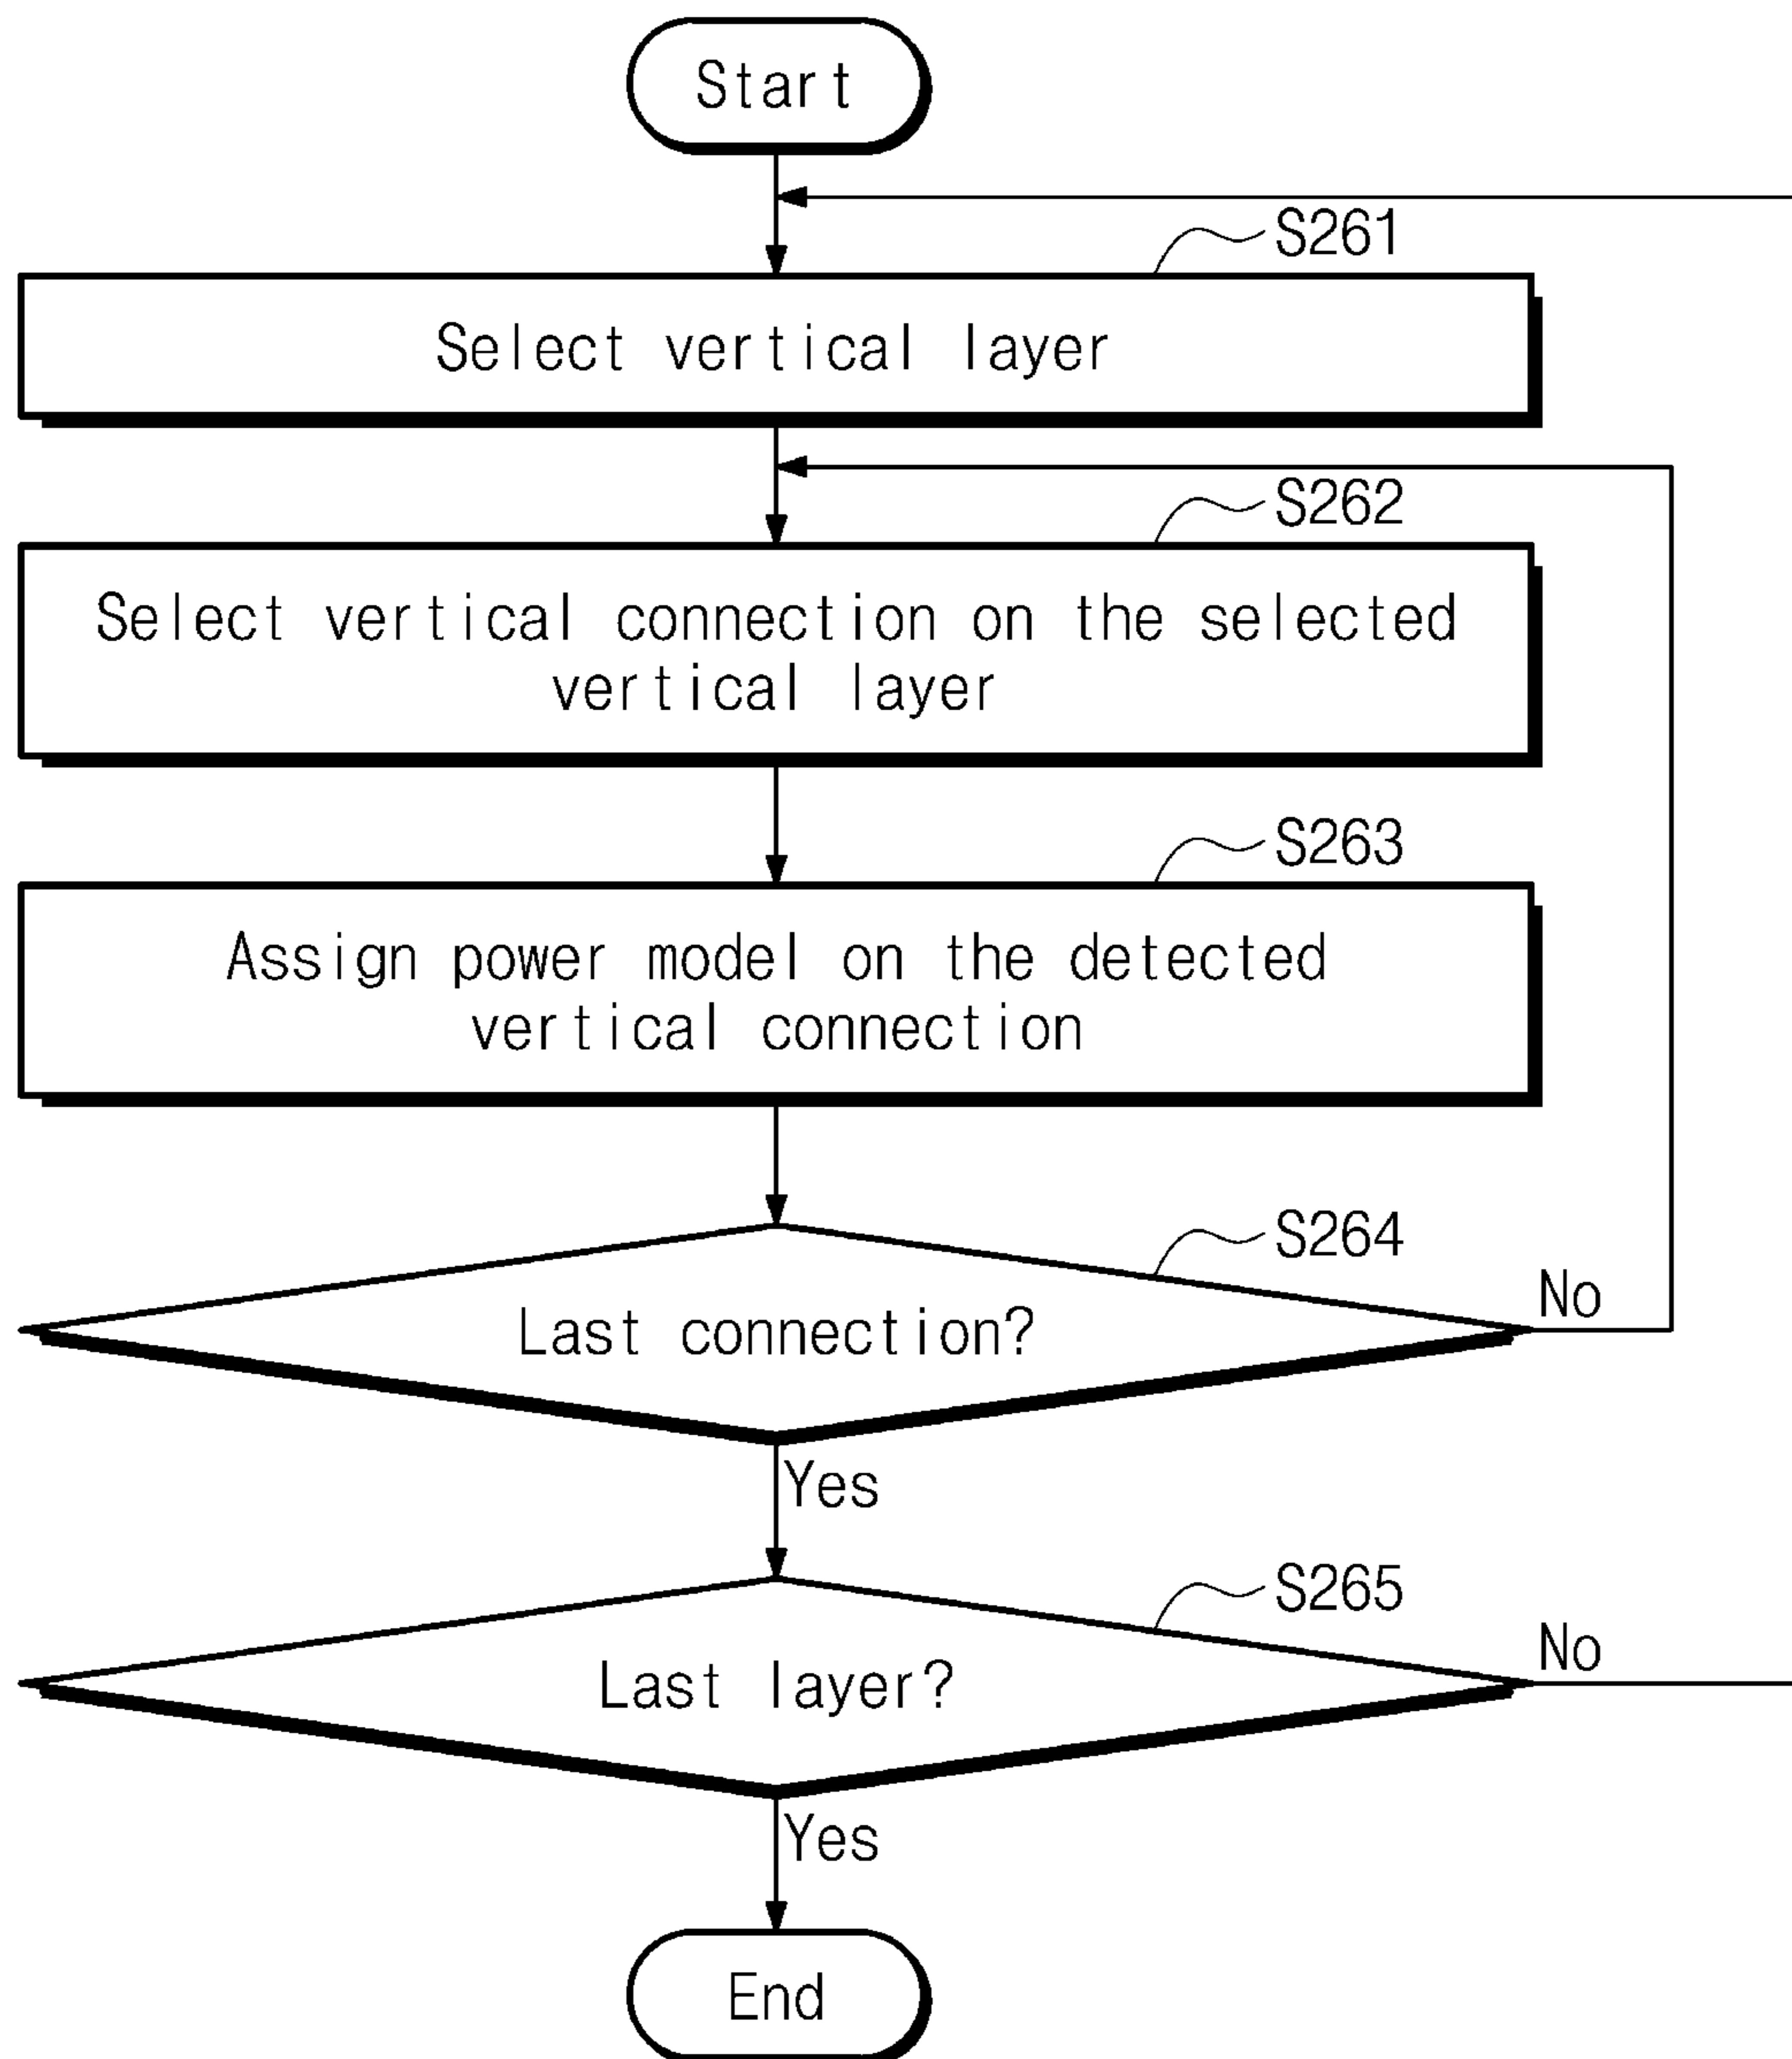 Start
S261
Select vertical layer
S262
Select vertical connection on the selected
vertical layer
S263
Assign power model on the detected
vertical connection
S264
Last connection?
No
Yes
S265
Last layer?
No
Yes
End